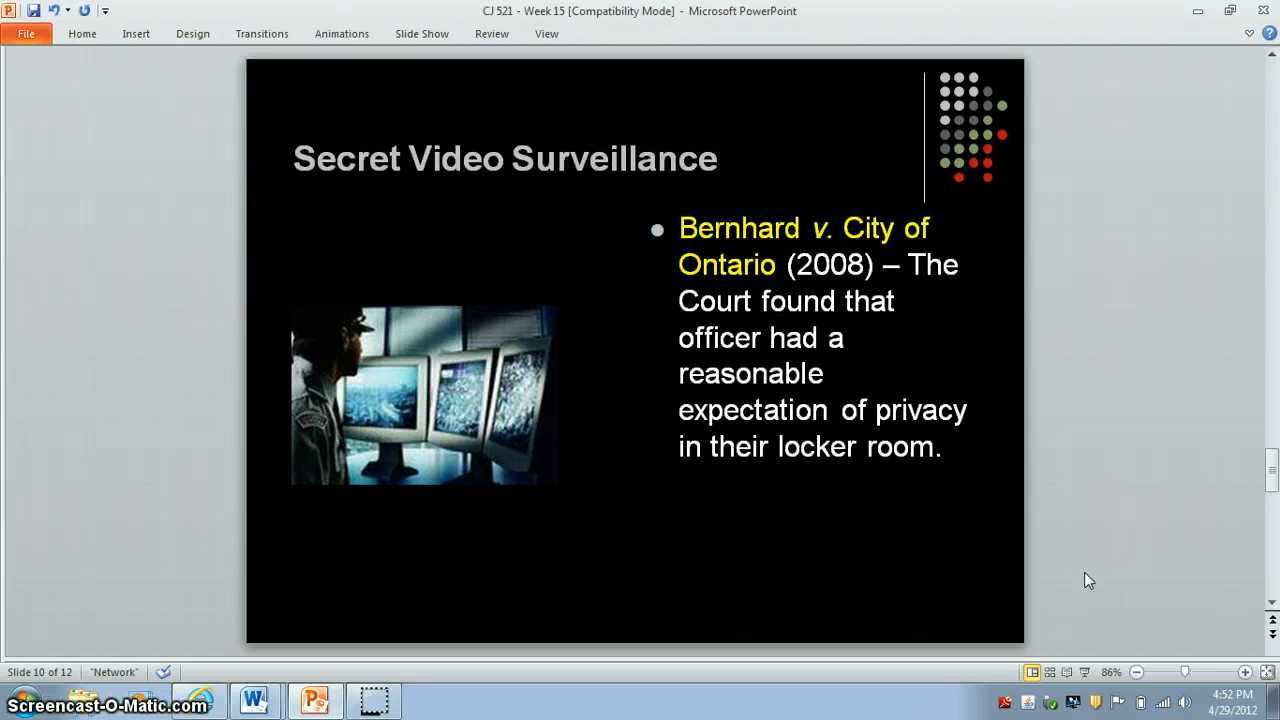 CJ 521 - Week 15 [Compatibility Mode] - Microsoft PowerPoint
File Home Insert Design Transitions Animations Slide Show Review View
Secret Video Surveillance
Bernhard v. City of
Ontario (2008) – The
Court found that
officer had a
reasonable
expectation of privacy
in their locker room.
Slide 10 of 12 "Network" 86%
Screencast-O-Matic.com
4:52 PM
4/29/2012